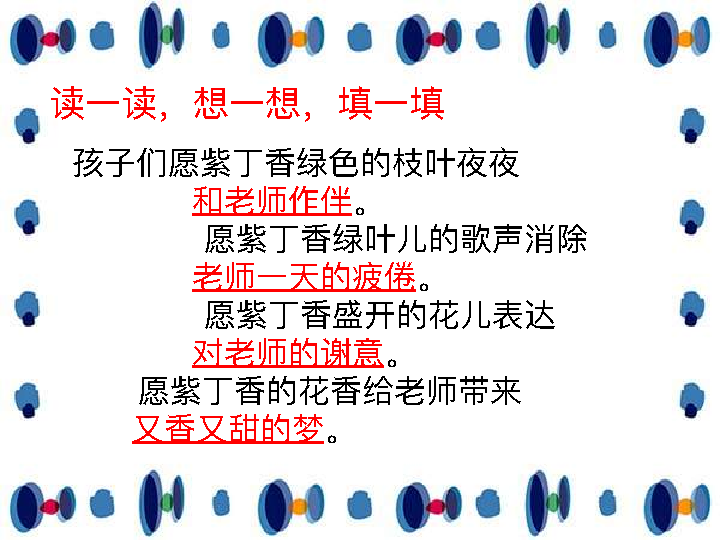 读一读，想一想，填一填
孩子们愿紫丁香绿色的枝叶夜夜
和老师作伴。
愿紫丁香绿叶儿的歌声消除
老师一天的疲倦。
愿紫丁香盛开的花儿表达
对老师的谢意。
愿紫丁香的花香给老师带来
又香又甜的梦。